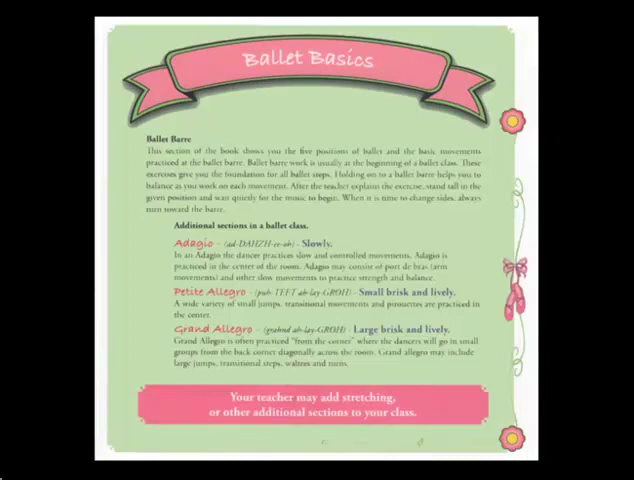 Ballet Basics
Ballet Barre
This section of the book shows you the five positions of ballet and the basic movements
practiced at the ballet barre. Ballet barre work is usually at the beginning of a ballet class. These
exercises give you the foundation for all ballet steps. Holding on to a ballet barre helps you to
balance as you work on each movement. After the teacher explains the exercise, stand tall in the
given position and wait quietly for the music to begin. When it is time to change sides, always
turn toward the barre.
Additional sections in a ballet class.
Adagio - (ad-DAHZH-ee-oh) - Slowly.
In an Adagio the dancer practices slow and controlled movements. Adagio is
practiced in the center of the room. Adagio may consist of port de bras (arm
movements) and other slow movements to practice strength and balance.
Petite Allegro - (puh-TEET ah-lay-GROH) - Small brisk and lively.
A wide variety of small jumps, transitional movements and pirouettes are practiced in
the center.
Grand Allegro - (grahnd ah-lay-GROH) - Large brisk and lively.
Grand Allegro is often practiced "from the corner" where the dancers will go in small
groups from the back corner diagonally across the room. Grand allegro may include
large jumps, transitional steps, waltzes and turns.
Your teacher may add stretching,
or other additional sections to your class.